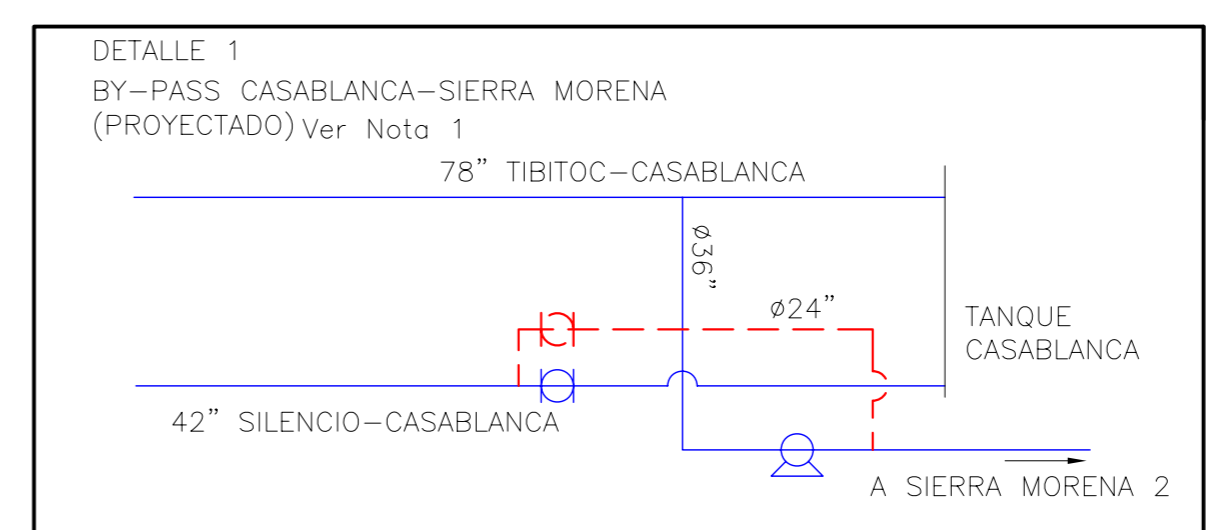 DETALLE 1
BY-PASS CASABLANCA-SIERRA MORENA
(PROYECTADO) Ver Nota 1
78" TIBITOC-CASABLANCA
ø36"
ø24"
TANQUE
CASABLANCA
42" SILENCIO-CASABLANCA
A SIERRA MORENA 2